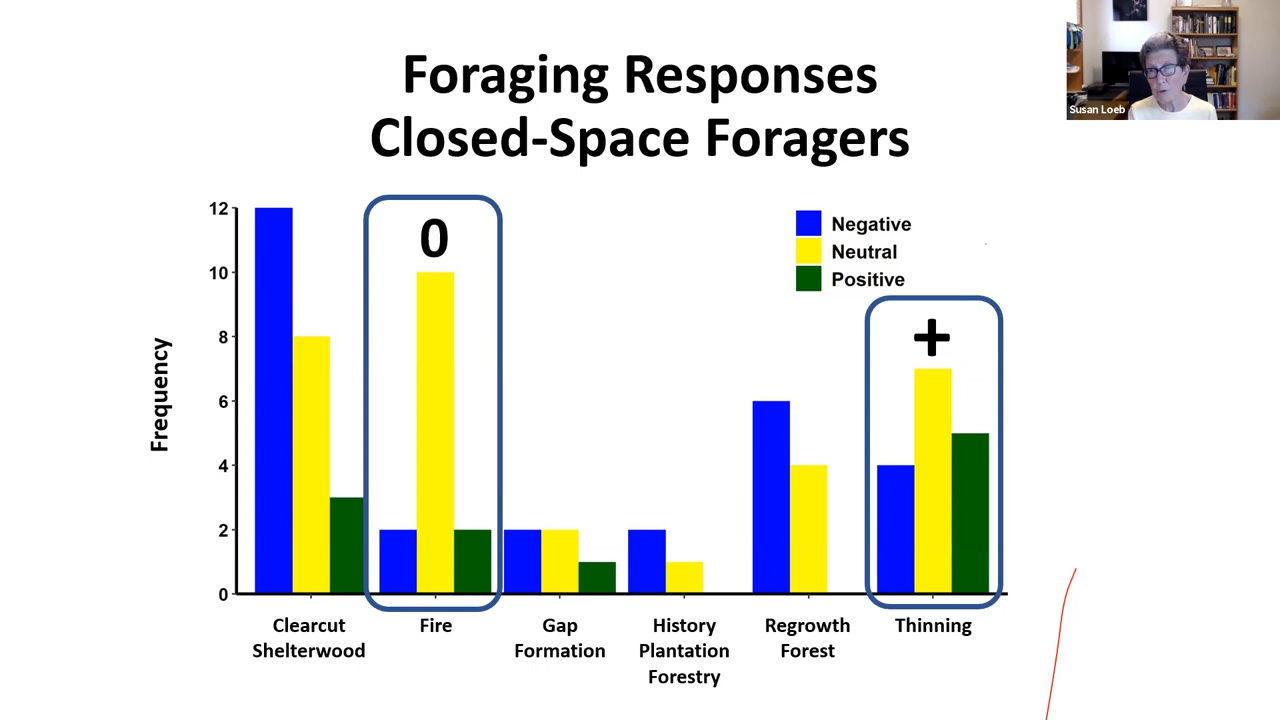 Foraging Responses
Closed-Space Foragers
Susan Loeb
Negative
Neutral
Positive
0
+
Frequency
12
10
8
6
4
2
0
Clearcut
Shelterwood
Fire
Gap
Formation
History
Plantation
Forestry
Regrowth
Forest
Thinning